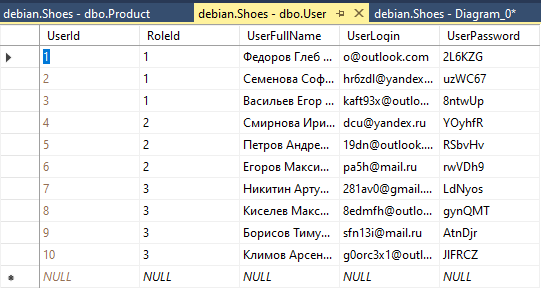 debian.Shoes - dbo.Product debian.Shoes - dbo.User debian.Shoes - Diagram_0*
UserId RoleId UserFullName UserLogin UserPassword
1 1 Федоров Глеб ... o@outlook.com 2L6KZG
2 1 Семенова Соф... hr6zdl@yandex... uzWC67
3 1 Васильев Егор ... kaft93x@outlo... 8ntwUp
4 2 Смирнова Ири... dcu@yandex.ru YOyhfR
5 2 Петров Андре... 19dn@outlook.... RSbvHv
6 2 Егоров Макси... pa5h@mail.ru rwVDh9
7 3 Никитин Арту... 281av0@gmail.... LdNyos
8 3 Киселев Макс... 8edmfh@outlo... gynQMT
9 3 Борисов Тиму... sfn13i@mail.ru AtnDjr
10 3 Климов Арсен... g0orc3x1@outl... JlFRCZ
NULL NULL NULL NULL NULL